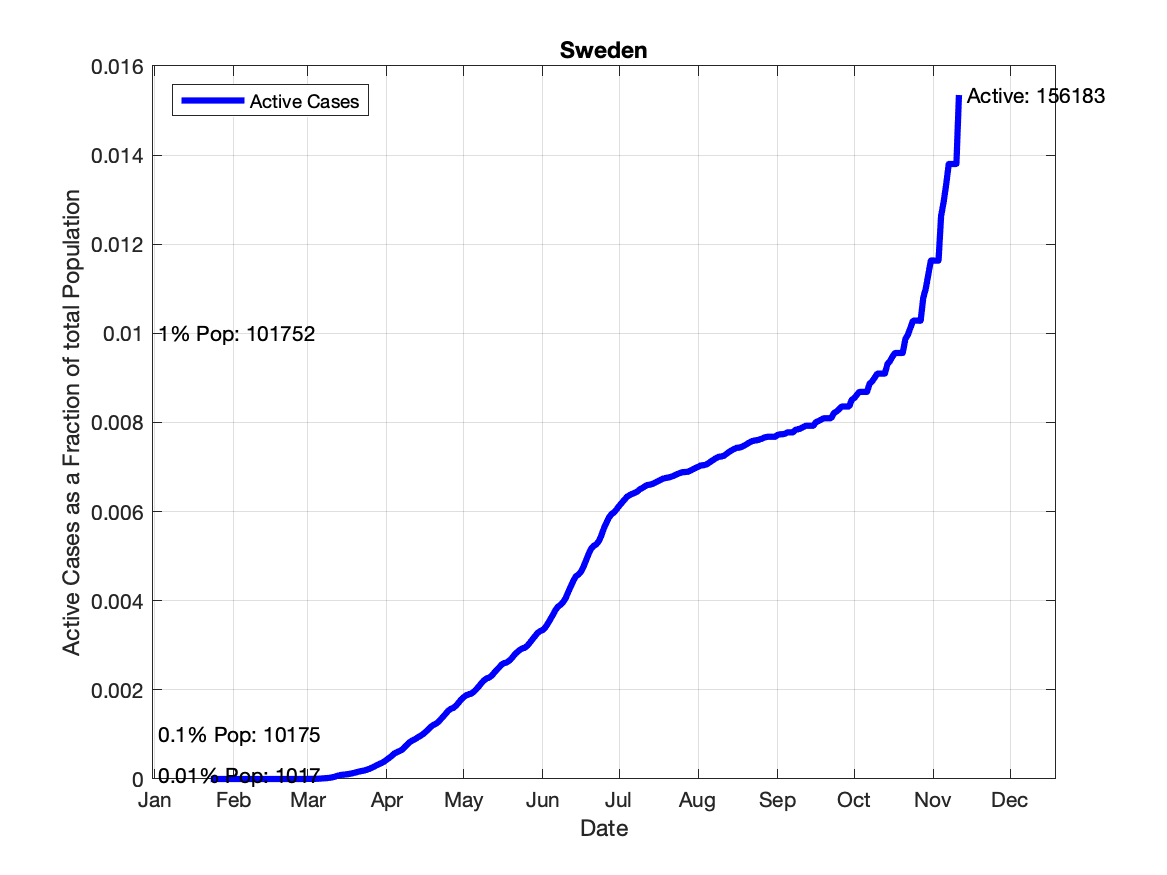 Sweden
0.016
Active Cases
Active: 156183
0.014
0.012
0.01
1% Pop: 101752
0.008
0.006
0.004
0.002
0.1% Pop: 10175
0
0.01% Pop: 1017
Active Cases as a Fraction of total Population
Jan Feb Mar Apr May Jun Jul Aug Sep Oct Nov Dec
Date